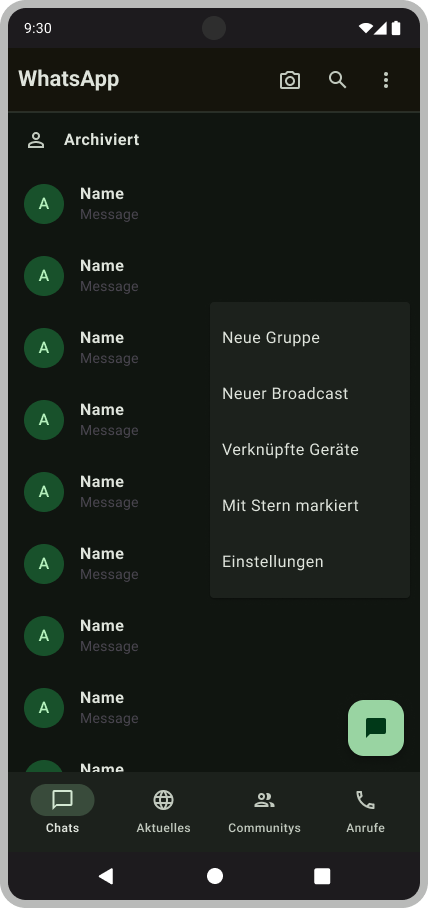 9:30
WhatsApp
Archiviert
A
Name
Message
A
Name
Message
A
Name
Message
A
Name
Message
A
Name
Message
A
Name
Message
A
Name
Message
A
Name
Message
A
Name
Neue Gruppe
Neuer Broadcast
Verknüpfte Geräte
Mit Stern markiert
Einstellungen
Chats
Aktuelles
Communitys
Anrufe